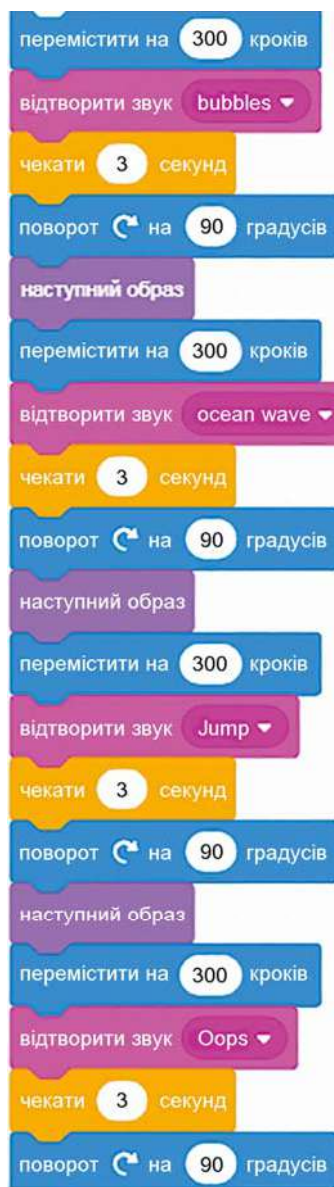 перемістити на 300 кроків
відтворити звук bubbles
чекати 3 секунд
поворот на 90 градусів
наступний образ
перемістити на 300 кроків
відтворити звук ocean wave
чекати 3 секунд
поворот на 90 градусів
наступний образ
перемістити на 300 кроків
відтворити звук Jump
чекати 3 секунд
поворот на 90 градусів
наступний образ
перемістити на 300 кроків
відтворити звук Oops
чекати 3 секунд
поворот на 90 градусів